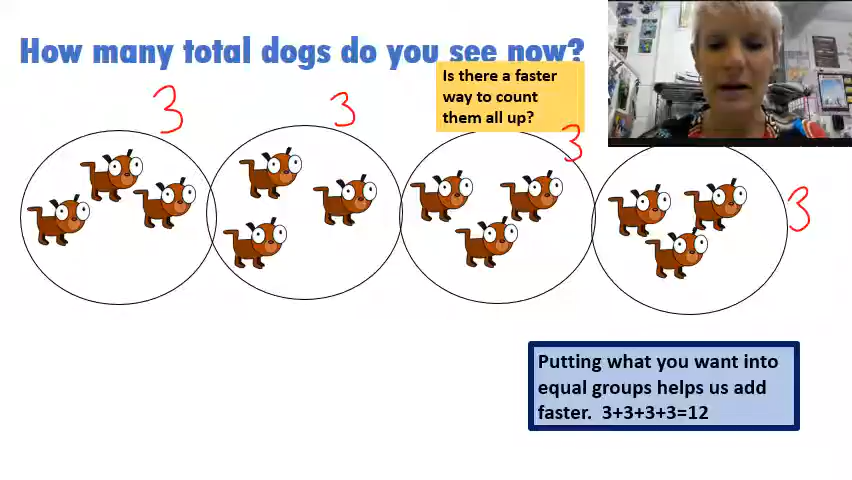 How many total dogs do you see now?
Is there a faster
way to count
them all up?
3
3
3
3
Putting what you want into
equal groups helps us add
faster.  3+3+3+3=12